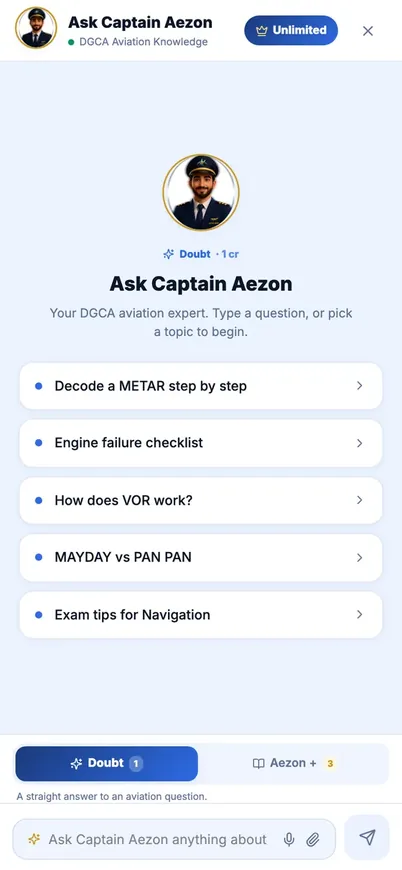 Ask Captain Aezon
DGCA Aviation Knowledge
Unlimited
Doubt · 1 cr
Ask Captain Aezon
Your DGCA aviation expert. Type a question, or pick
a topic to begin.
Decode a METAR step by step
Engine failure checklist
How does VOR work?
MAYDAY vs PAN PAN
Exam tips for Navigation
Doubt 1
Aezon + 3
A straight answer to an aviation question.
Ask Captain Aezon anything about